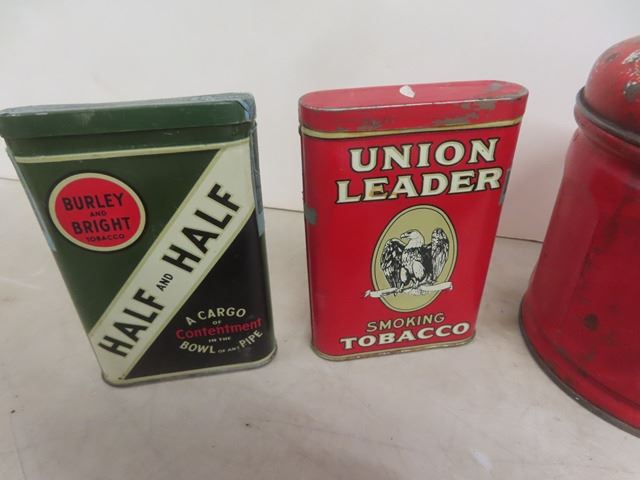 BURLEY
AND
BRIGHT
TOBACCO
HALF AND HALF
A CARGO
OF
Contentment
IN THE
BOWL OF ANY PIPE
UNION
LEADER
SMOKING
TOBACCO